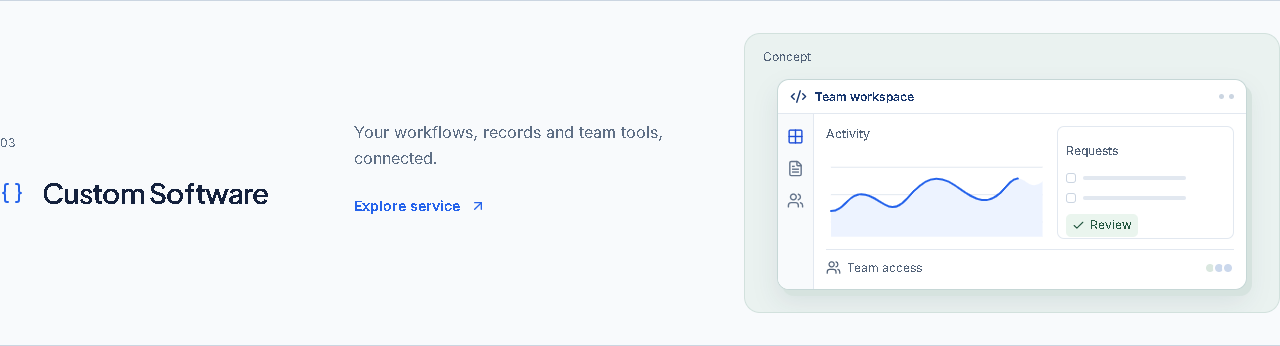 03
Custom Software
Your workflows, records and team tools,
connected.
Explore service
Concept
Team workspace
Activity
Requests
Review
Team access